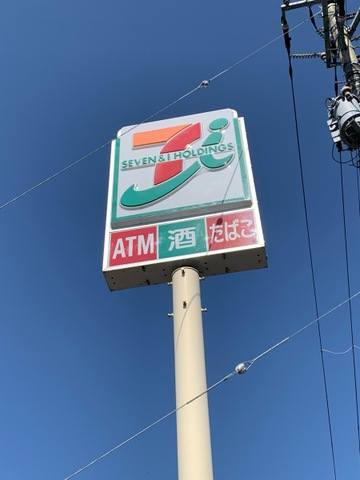 7i
SEVEN & i HOLDINGS
ATM 酒 たばこ